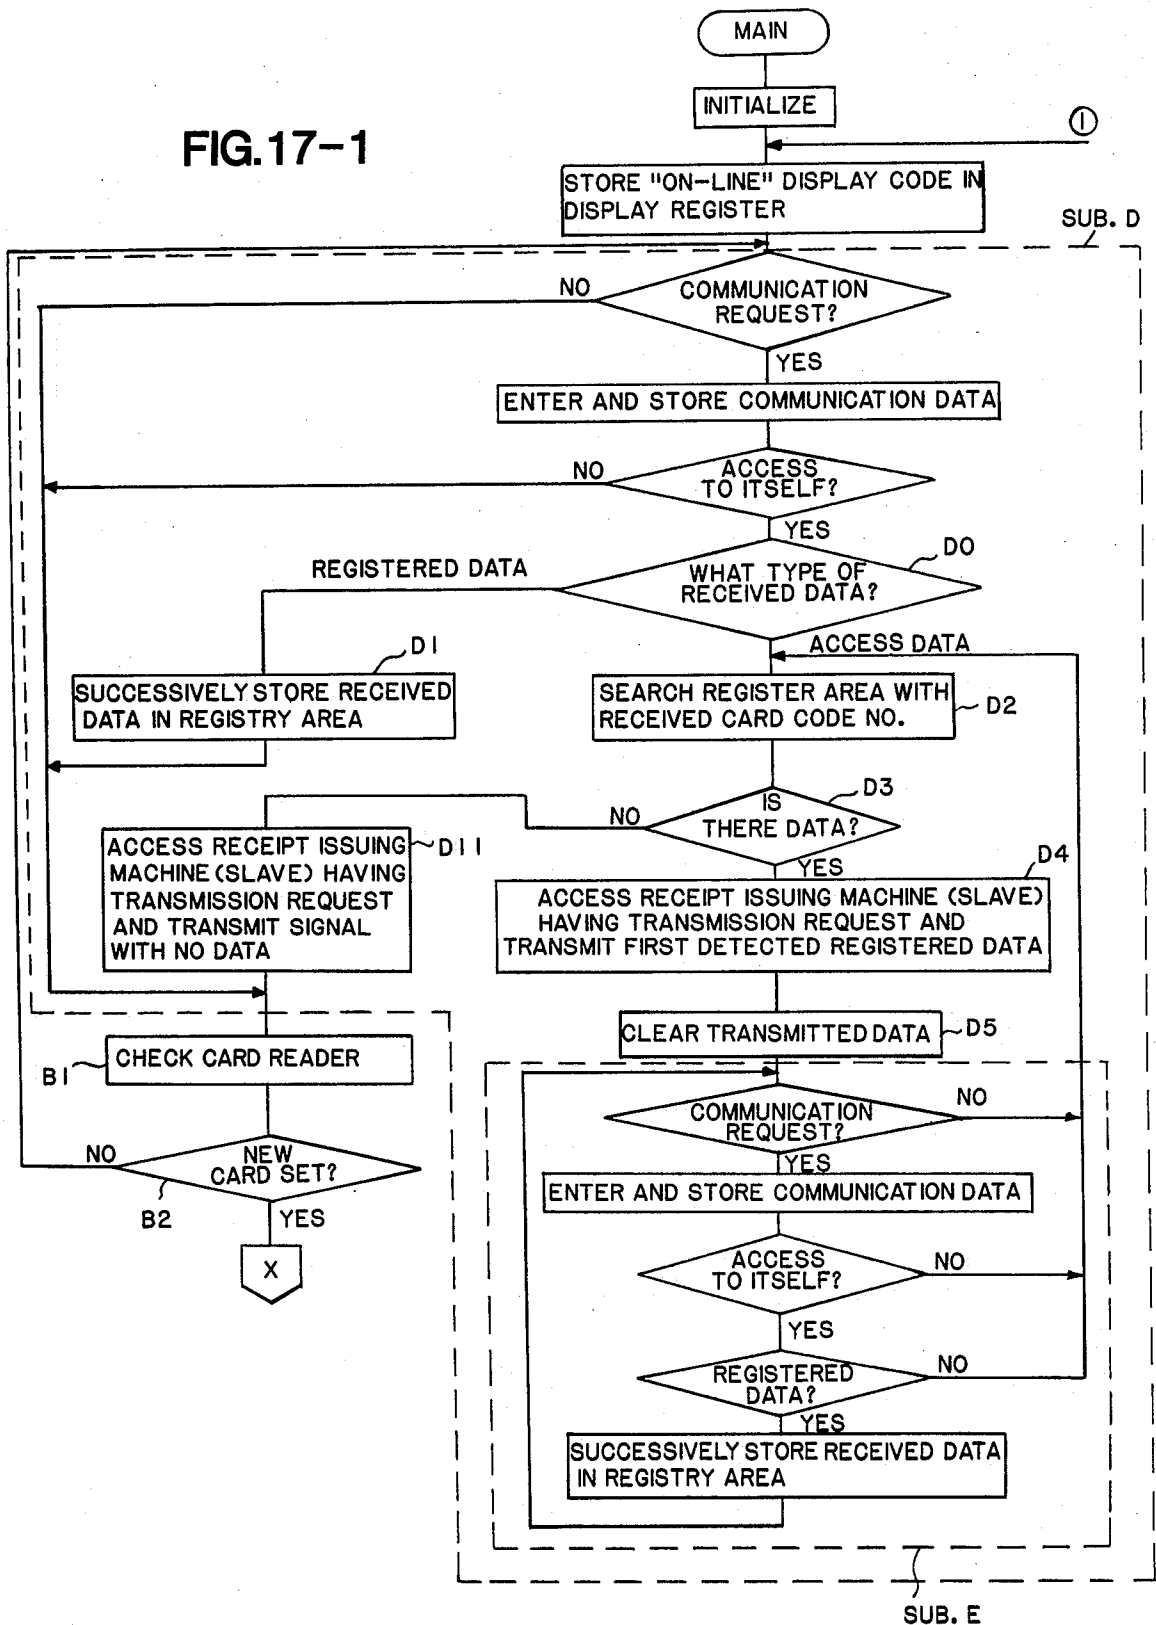 MAIN
INITIALIZE
FIG.17-1
1
STORE "ON-LINE" DISPLAY CODE IN
DISPLAY REGISTER
SUB. D
NO
COMMUNICATION
REQUEST?
YES
ENTER AND STORE COMMUNICATION DATA
NO
ACCESS
TO ITSELF?
YES
D0
REGISTERED DATA
WHAT TYPE OF
RECEIVED DATA?
ACCESS DATA
D1
SUCCESSIVELY STORE RECEIVED
DATA IN REGISTRY AREA
SEARCH REGISTER AREA WITH
RECEIVED CARD CODE NO.
D2
D3
NO
IS
THERE DATA?
YES
D11
ACCESS RECEIPT ISSUING
MACHINE (SLAVE) HAVING
TRANSMISSION REQUEST
AND TRANSMIT SIGNAL
WITH NO DATA
D4
ACCESS RECEIPT ISSUING MACHINE (SLAVE)
HAVING TRANSMISSION REQUEST AND
TRANSMIT FIRST DETECTED REGISTERED DATA
CLEAR TRANSMITTED DATA
D5
B1
CHECK CARD READER
COMMUNICATION
REQUEST?
NO
YES
NO
NEW
CARD SET?
B2
YES
X
ENTER AND STORE COMMUNICATION DATA
ACCESS
TO ITSELF?
NO
YES
REGISTERED
DATA?
NO
YES
SUCCESSIVELY STORE RECEIVED DATA
IN REGISTRY AREA
SUB. E